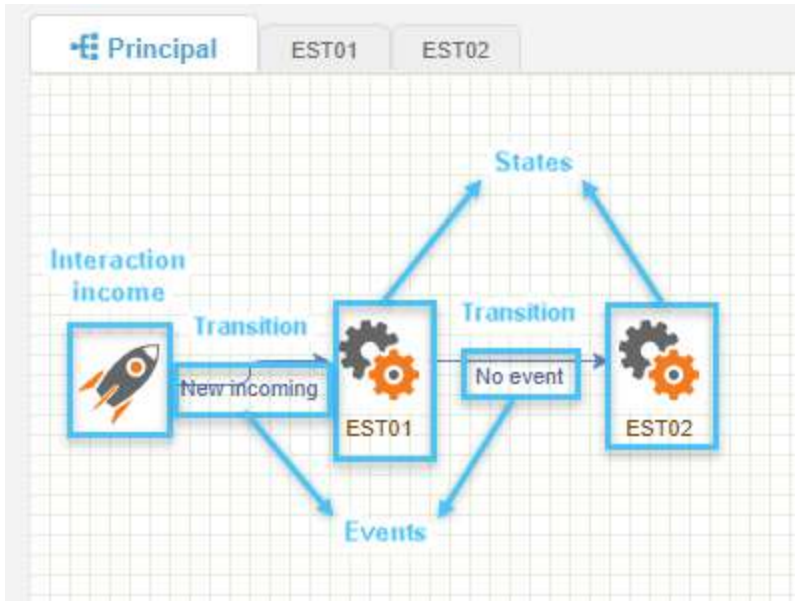 Principal
EST01
EST02
States
Interaction
income
Transition
Transition
New incoming
No event
EST01
EST02
Events